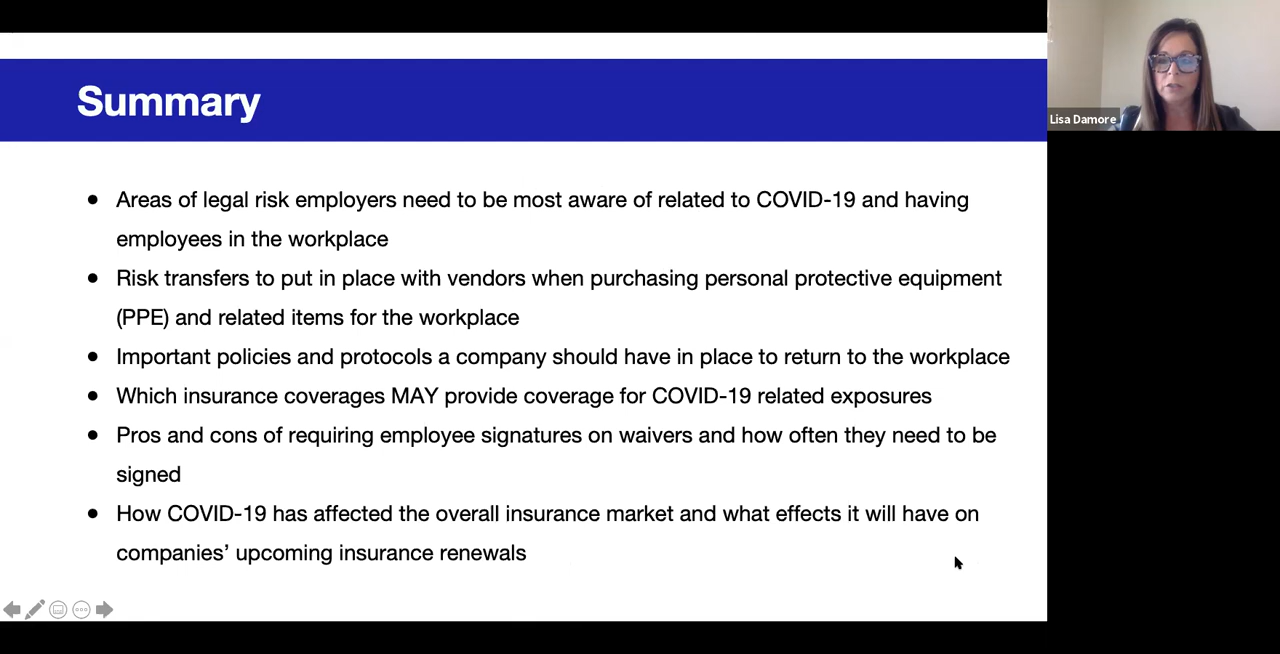 Summary
Lisa Damore
● Areas of legal risk employers need to be most aware of related to COVID-19 and having
employees in the workplace
● Risk transfers to put in place with vendors when purchasing personal protective equipment
(PPE) and related items for the workplace
● Important policies and protocols a company should have in place to return to the workplace
● Which insurance coverages MAY provide coverage for COVID-19 related exposures
● Pros and cons of requiring employee signatures on waivers and how often they need to be
signed
● How COVID-19 has affected the overall insurance market and what effects it will have on
companies’ upcoming insurance renewals